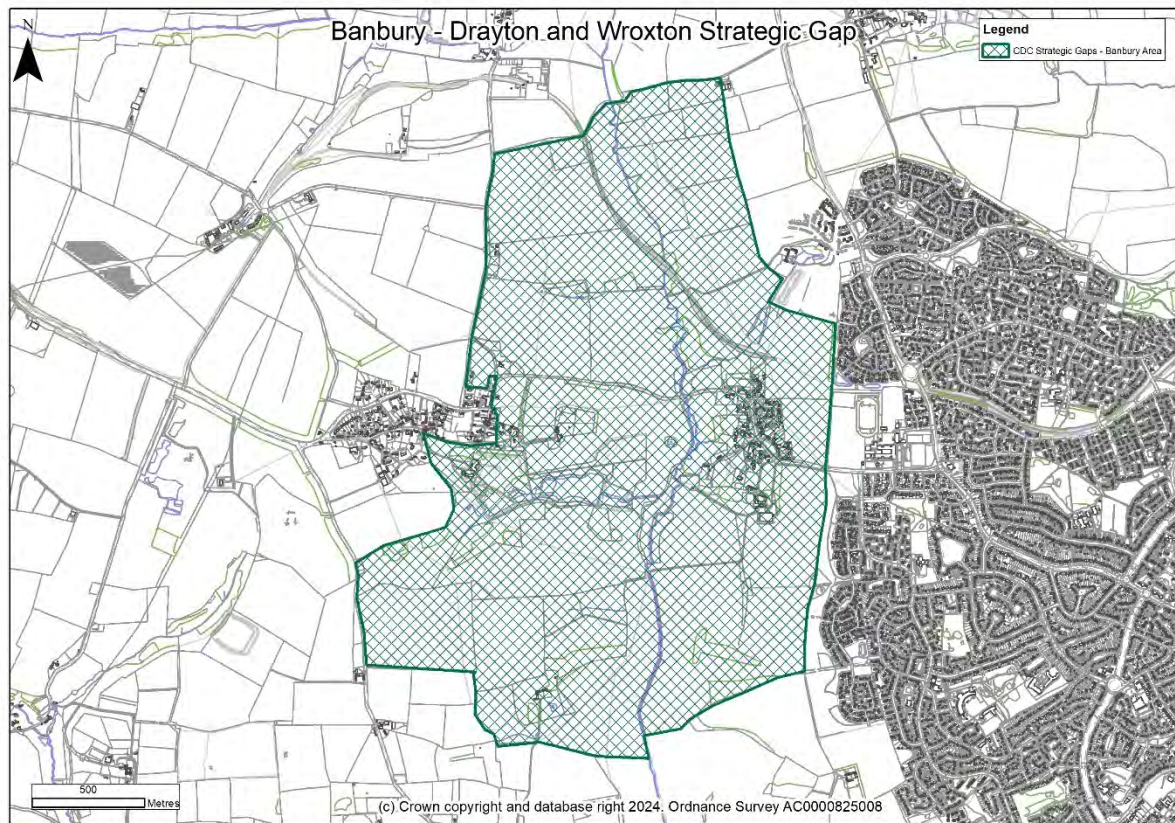 Banbury - Drayton and Wroxton Strategic Gap
N
Legend
CDC Strategic Gaps - Banbury Area
500
Metres
(c) Crown copyright and database right 2024. Ordnance Survey AC0000825008